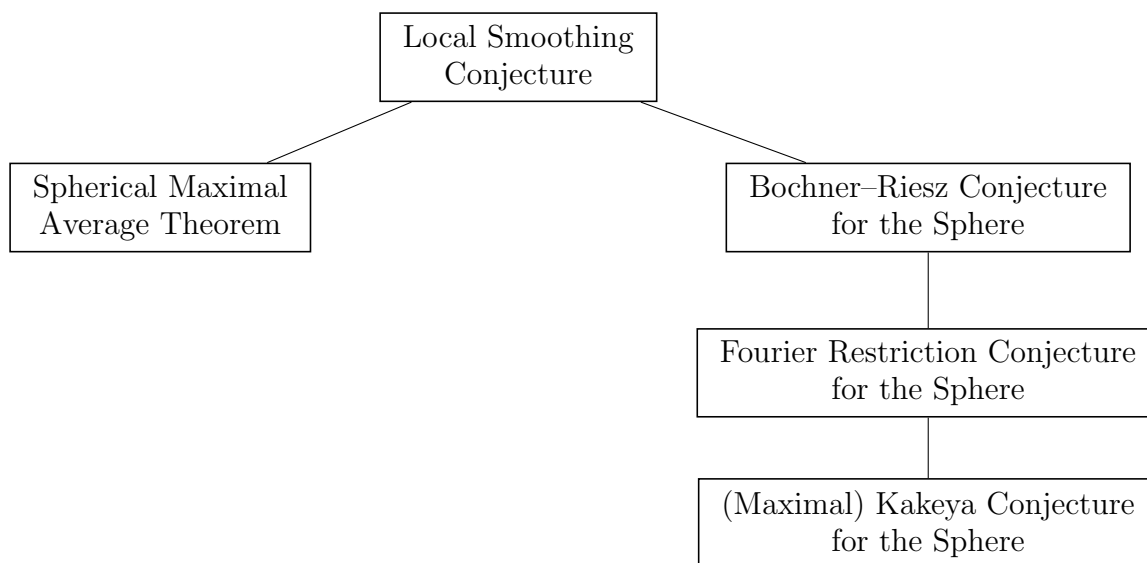 Local Smoothing
Conjecture
Spherical Maximal
Average Theorem
Bochner–Riesz Conjecture
for the Sphere
Fourier Restriction Conjecture
for the Sphere
(Maximal) Kakeya Conjecture
for the Sphere